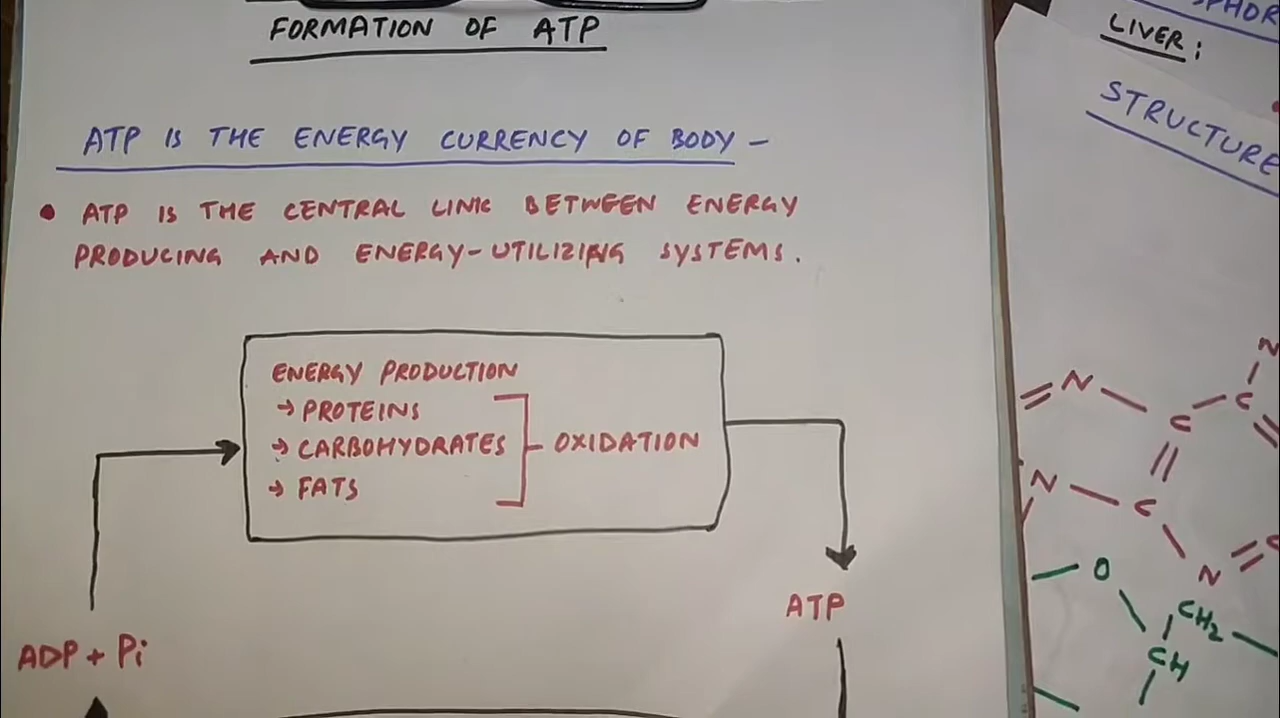 FORMATION OF ATP
ATP IS THE ENERGY CURRENCY OF BODY -
• ATP IS THE CENTRAL LINK BETWEEN ENERGY
PRODUCING AND ENERGY-UTILIZING SYSTEMS.
ENERGY PRODUCTION
→ PROTEINS
→ CARBOHYDRATES
→ FATS
OXIDATION
ATP
ADP + Pi
LIVER:
STRUCTURE
N
N
C
C
N
C
N
O
CH2
CH